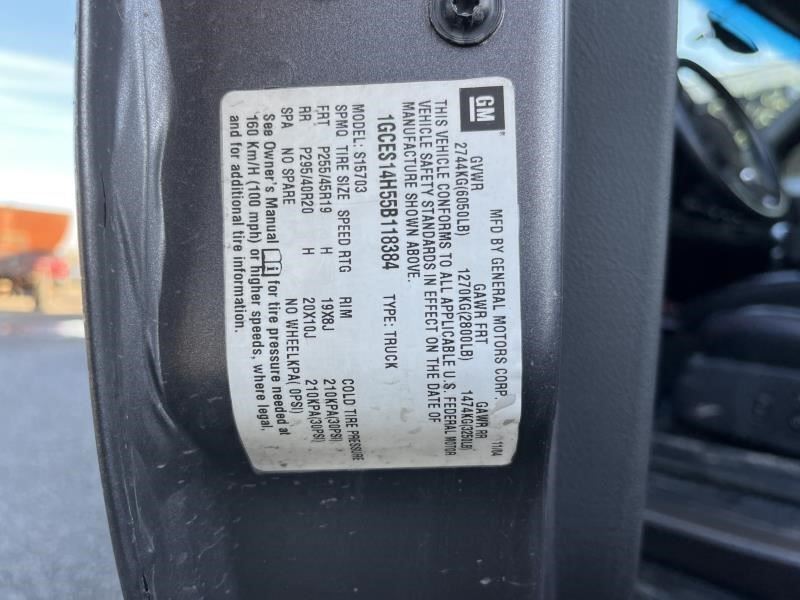 GM
®
MFD BY GENERAL MOTORS CORP. 11/04
GVWR GAWR FRT GAWR RR
2744KG(6050LB) 1270KG(2800LB) 1474KG(3250LB)
THIS VEHICLE CONFORMS TO ALL APPLICABLE U.S. FEDERAL MOTOR
VEHICLE SAFETY STANDARDS IN EFFECT ON THE DATE OF
MANUFACTURE SHOWN ABOVE.
1GCES14H55B118384 TYPE: TRUCK
MODEL: S15703
SPMQ TIRE SIZE SPEED RTG RIM COLD TIRE PRESSURE
FRT P255/45R19 H 19X8J 210KPA(30PSI)
RR P295/40R20 H 20X10J 210KPA(30PSI)
SPA NO SPARE NO WHEELKPA( 0PSI)
See Owner's Manual i for tire pressure needed at
160 Km/H (100 mph) or higher speeds, where legal.
and for additional tire information.